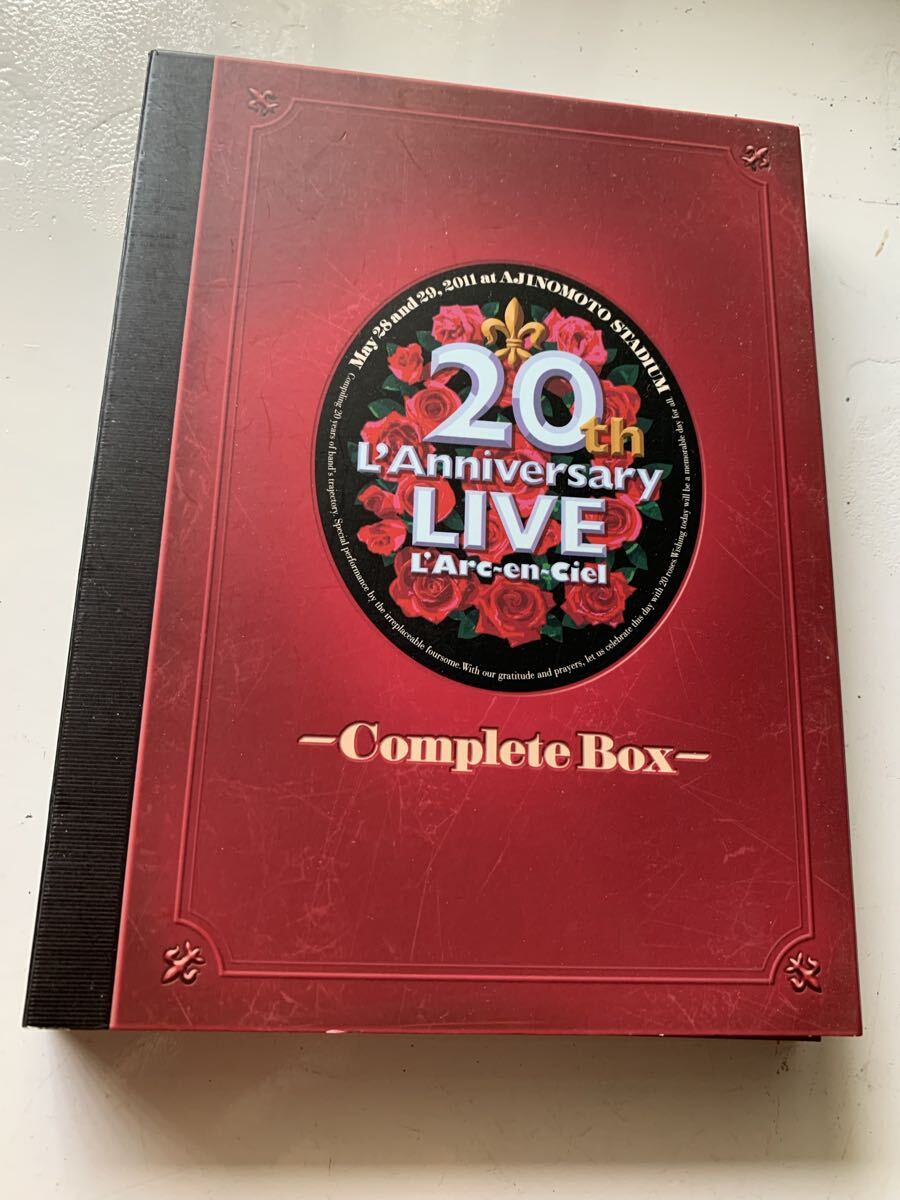 May 28 and 29, 2011 at AJINOMOTO STADIUM
20th
L'Anniversary
LIVE
L'Arc-en-Ciel
Compiling 20 years of band's trajectory. Special performance by the irreplaceable foursome. With our gratitude and prayers, let us celebrate this day with 20 roses. Wishing today will be a memorable day for all.
-Complete Box-